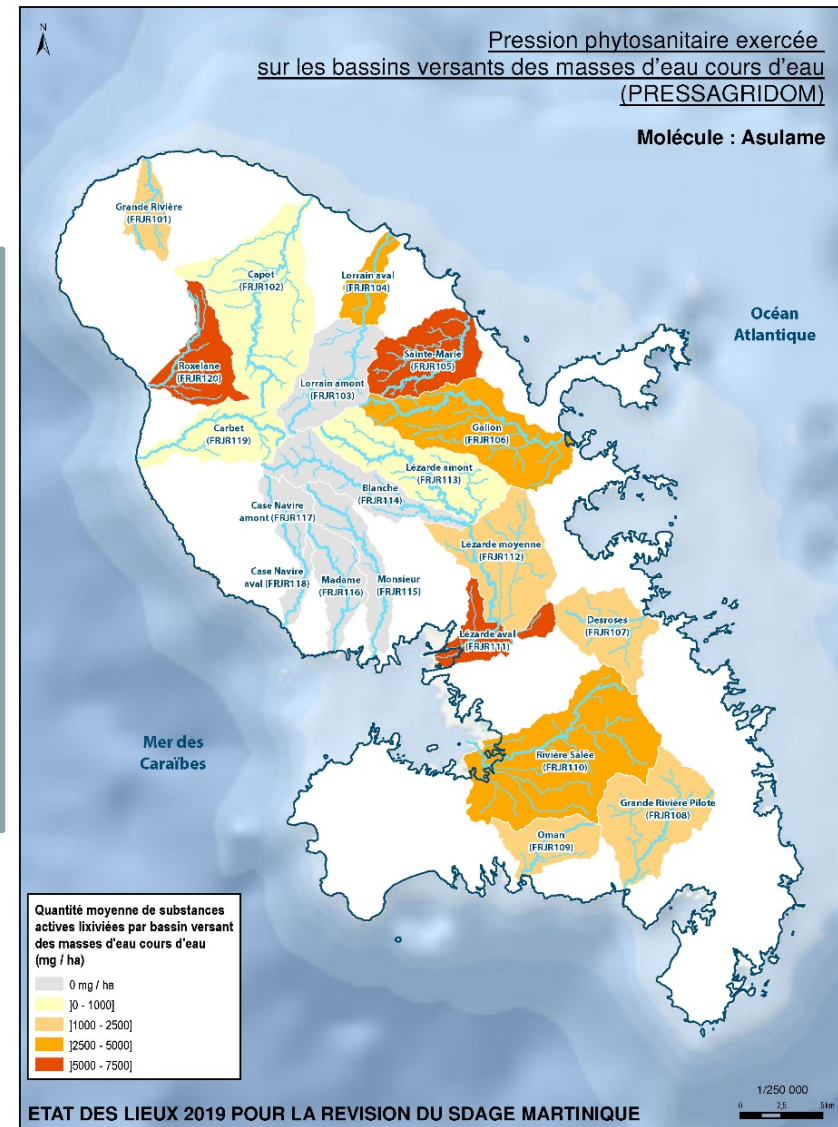 N
Pression phytosanitaire exercée
sur les bassins versants des masses d'eau cours d'eau
(PRESSAGRIDOM)
Molécule : Asulame
Grande Rivière
(FRJR101)
Capot
(FRJR102)
Lorrain aval
(FRJR104)
Océan
Atlantique
Roxelane
(FRJR120)
Sainte-Marie
(FRJR105)
Lorrain amont
(FRJR103)
Carbet
(FRJR119)
Galion
(FRJR106)
Lézarde amont
(FRJR113)
Blanche
(FRJR114)
Case Navire
amont (FRJR117)
Lézarde moyenne
(FRJR112)
Case Navire
aval (FRJR118)
Madame
(FRJR116)
Monsieur
(FRJR115)
Desroses
(FRJR107)
Lézarde aval
(FRJR111)
Mer des
Caraïbes
Rivière Salée
(FRJR110)
Grande Rivière Pilote
(FRJR108)
Oman
(FRJR109)
Quantité moyenne de substances
actives lixiviées par bassin versant
des masses d'eau cours d'eau
(mg / ha)
0 mg / ha
]0 - 1000]
]1000 - 2500]
]2500 - 5000]
]5000 - 7500]
1/250 000
0 2,5 5km
ETAT DES LIEUX 2019 POUR LA REVISION DU SDAGE MARTINIQUE